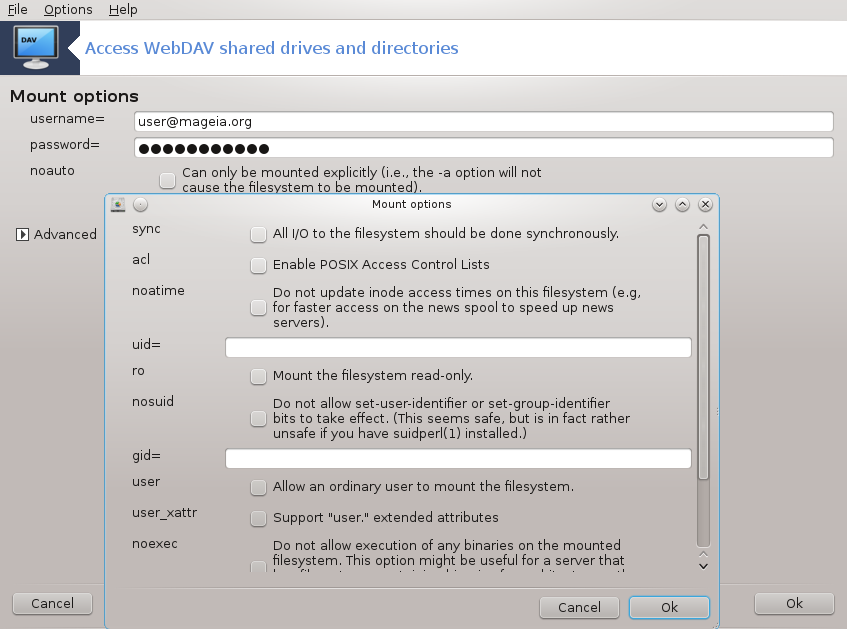 File Options Help
DAV
Access WebDAV shared drives and directories
Mount options
username=
user@mageia.org
password=
●●●●●●●●●●●
noauto
Can only be mounted explicitly (i.e., the -a option will not
cause the filesystem to be mounted).
Advanced
Mount options
sync
All I/O to the filesystem should be done synchronously.
acl
Enable POSIX Access Control Lists
noatime
Do not update inode access times on this filesystem (e.g,
for faster access on the news spool to speed up news
servers).
uid=
ro
Mount the filesystem read-only.
nosuid
Do not allow set-user-identifier or set-group-identifier
bits to take effect. (This seems safe, but is in fact rather
unsafe if you have suidperl(1) installed.)
gid=
user
Allow an ordinary user to mount the filesystem.
user_xattr
Support "user." extended attributes
noexec
Do not allow execution of any binaries on the mounted
filesystem. This option might be useful for a server that
Cancel Ok
Cancel Ok